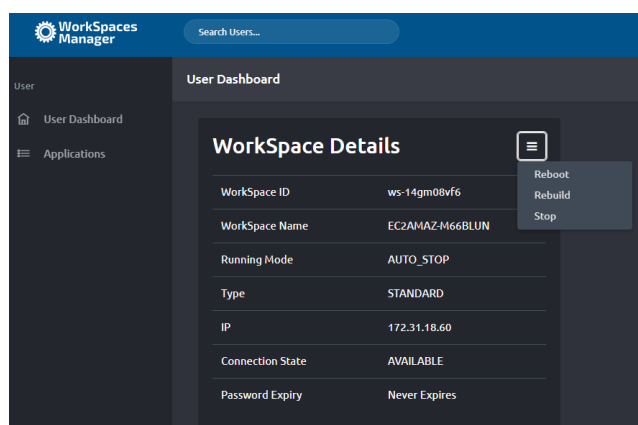 WorkSpaces
Manager
Search Users...
User
User Dashboard
Applications
User Dashboard
WorkSpace Details
Reboot
Rebuild
Stop
WorkSpace ID ws-14gm08vf6
WorkSpace Name EC2AMAZ-M66BLUN
Running Mode AUTO_STOP
Type STANDARD
IP 172.31.18.60
Connection State AVAILABLE
Password Expiry Never Expires